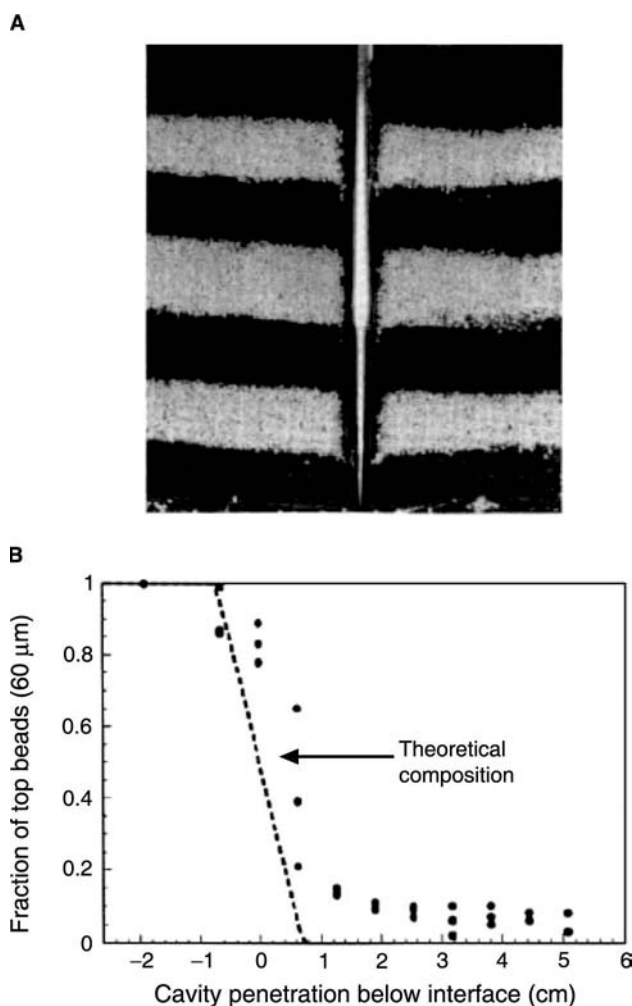 A
B
1
0.8
0.6
0.4
0.2
0
Fraction of top beads (60 μm)
Theoretical
composition
−2
−1
0
1
2
3
4
5
6
Cavity penetration below interface (cm)